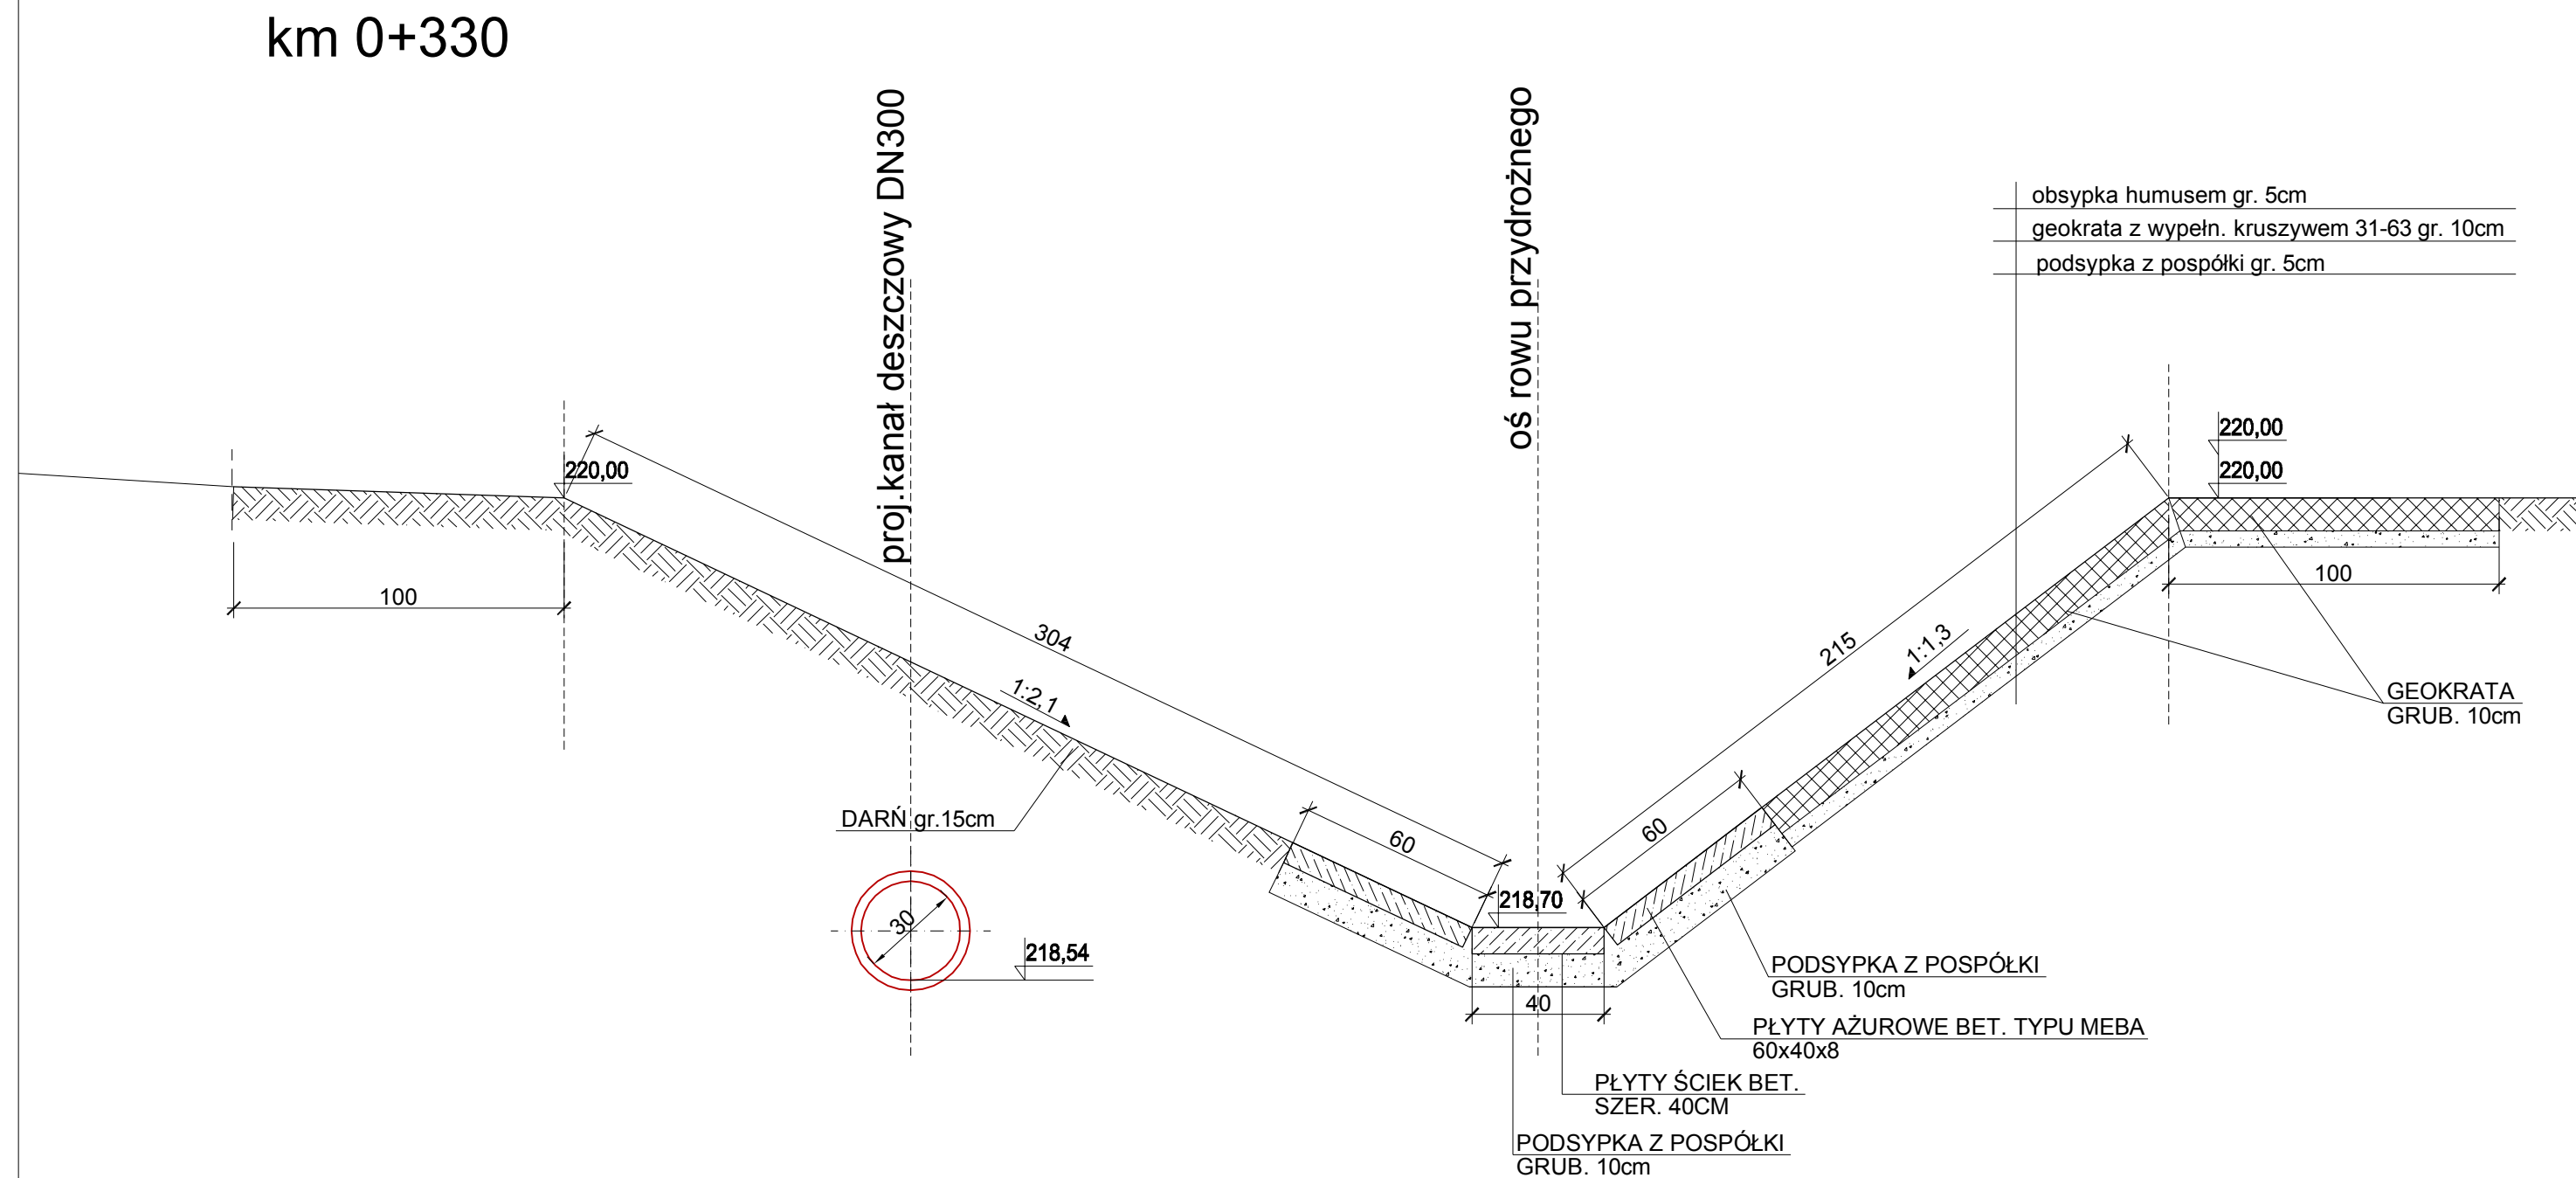 km 0+330
proj.kanał deszczowy DN300
oś rowu przydrożnego
obsypka humusem gr. 5cm
geokrata z wypełn. kruszywem 31-63 gr. 10cm
podsypka z pospółki gr. 5cm
220,00
220,00
220,00
100
304
1:2,1
215
1:1,3
100
GEOKRATA
GRUB. 10cm
DARŃ gr.15cm
60
60
30
218,54
218,70
40
PODSYPKA Z POSPÓŁKI
GRUB. 10cm
PŁYTY AŻUROWE BET. TYPU MEBA
60x40x8
PŁYTY ŚCIEK BET.
SZER. 40CM
PODSYPKA Z POSPÓŁKI
GRUB. 10cm